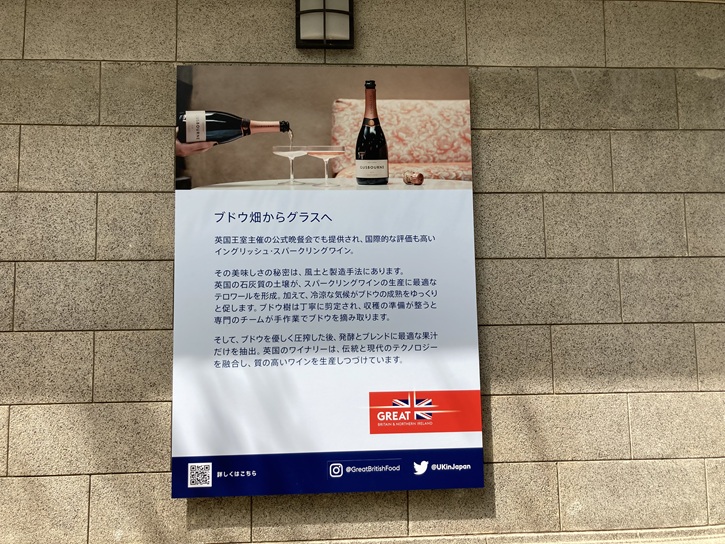 GUSBOURNE
ブドウ畑からグラスへ
英国王室主催の公式晩餐会でも提供され、国際的な評価も高い
イングリッシュ・スパークリングワイン。
その美味しさの秘密は、風土と製造手法にあります。
英国の石灰質の土壌が、スパークリングワインの生産に最適な
テロワールを形成。加えて、冷涼な気候がブドウの成熟をゆっくり
と促します。ブドウ樹は丁寧に剪定され、収穫の準備が整うと
専門のチームが手作業でブドウを摘み取ります。
そして、ブドウを優しく圧搾した後、発酵とブレンドに最適な果汁
だけを抽出。英国のワイナリーは、伝統と現代のテクノロジー
を融合し、質の高いワインを生産しつづけています。
GREAT
BRITAIN & NORTHERN IRELAND
詳しくはこちら
@GreatBritishFood
@UKinJapan